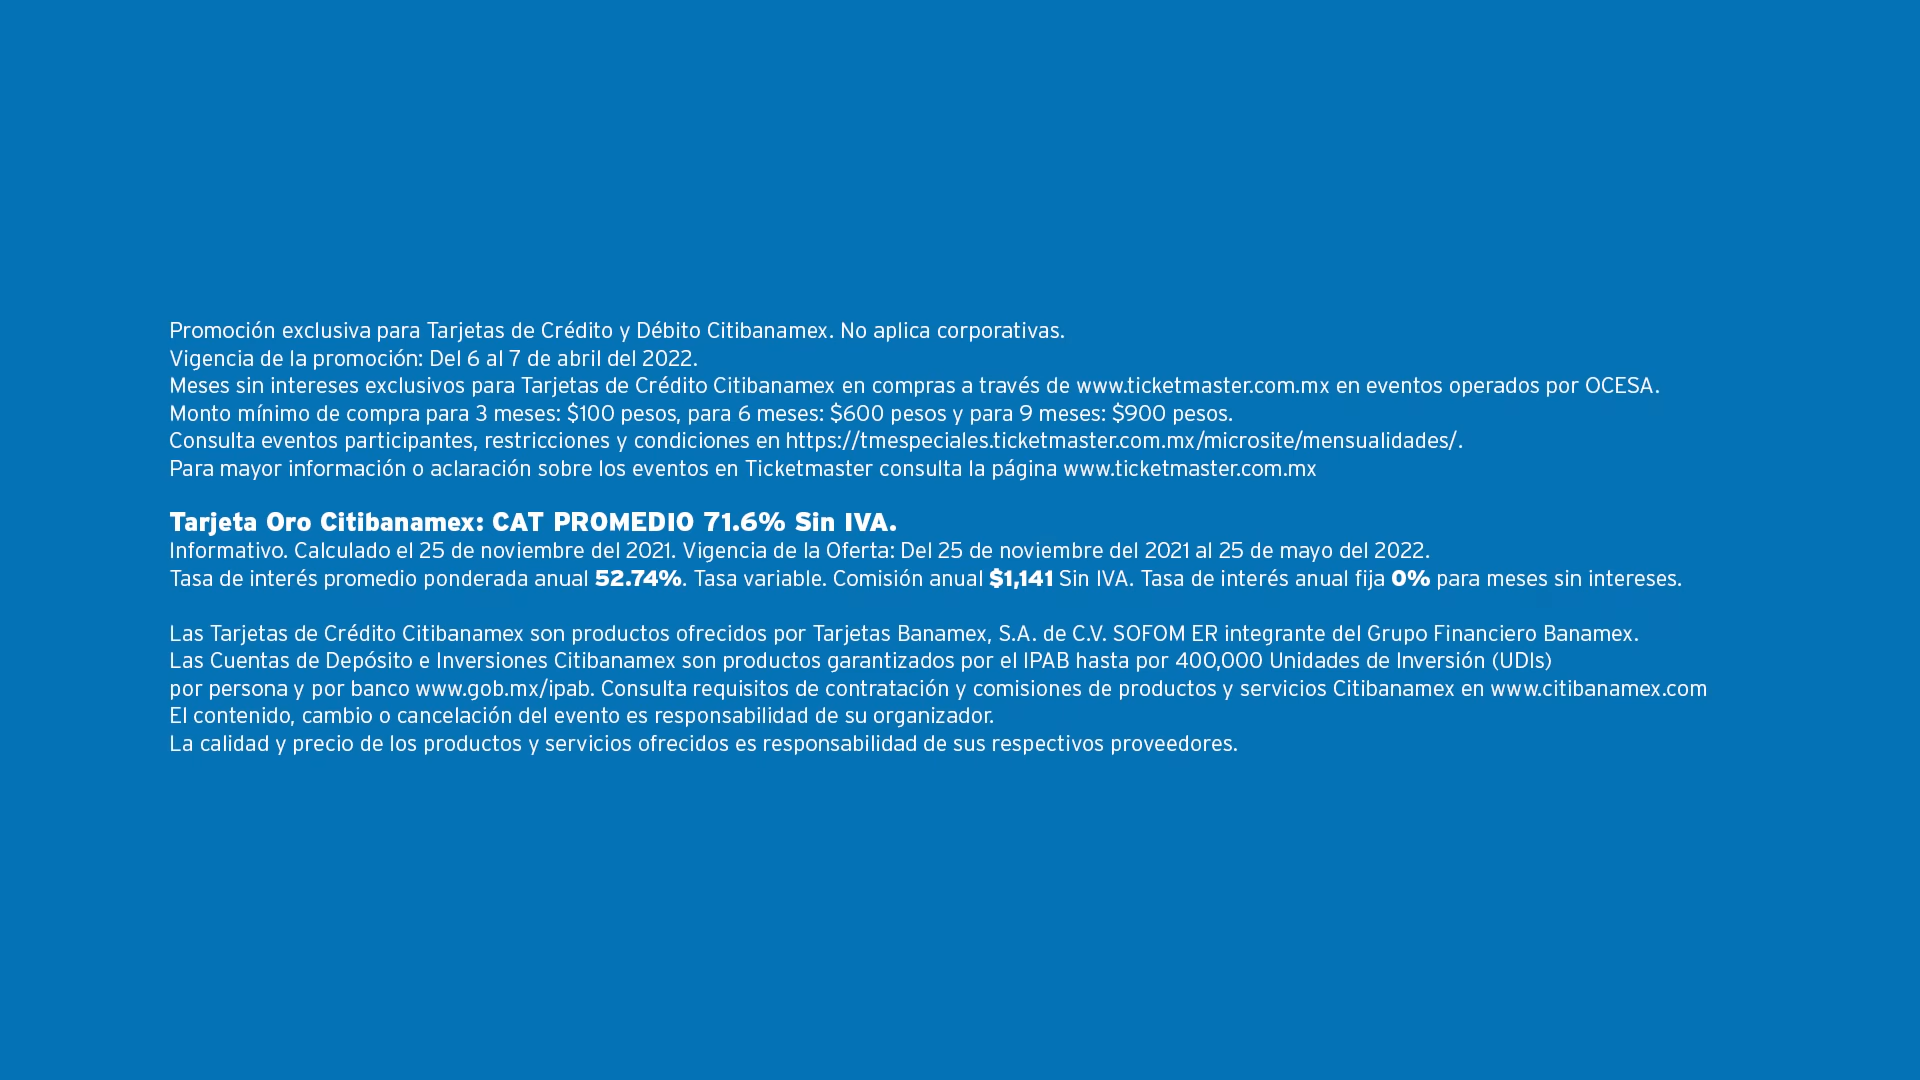 Promoción exclusiva para Tarjetas de Crédito y Débito Citibanamex. No aplica corporativas.
Vigencia de la promoción: Del 6 al 7 de abril del 2022.
Meses sin intereses exclusivos para Tarjetas de Crédito Citibanamex en compras a través de www.ticketmaster.com.mx en eventos operados por OCESA.
Monto mínimo de compra para 3 meses: $100 pesos, para 6 meses: $600 pesos y para 9 meses: $900 pesos.
Consulta eventos participantes, restricciones y condiciones en https://tmespeciales.ticketmaster.com.mx/microsite/mensualidades/.
Para mayor información o aclaración sobre los eventos en Ticketmaster consulta la página www.ticketmaster.com.mx
Tarjeta Oro Citibanamex: CAT PROMEDIO 71.6% Sin IVA.
Informativo. Calculado el 25 de noviembre del 2021. Vigencia de la Oferta: Del 25 de noviembre del 2021 al 25 de mayo del 2022.
Tasa de interés promedio ponderada anual 52.74%. Tasa variable. Comisión anual $1,141 Sin IVA. Tasa de interés anual fija 0% para meses sin intereses.
Las Tarjetas de Crédito Citibanamex son productos ofrecidos por Tarjetas Banamex, S.A. de C.V. SOFOM ER integrante del Grupo Financiero Banamex.
Las Cuentas de Depósito e Inversiones Citibanamex son productos garantizados por el IPAB hasta por 400,000 Unidades de Inversión (UDIs)
por persona y por banco www.gob.mx/ipab. Consulta requisitos de contratación y comisiones de productos y servicios Citibanamex en www.citibanamex.com
El contenido, cambio o cancelación del evento es responsabilidad de su organizador.
La calidad y precio de los productos y servicios ofrecidos es responsabilidad de sus respectivos proveedores.